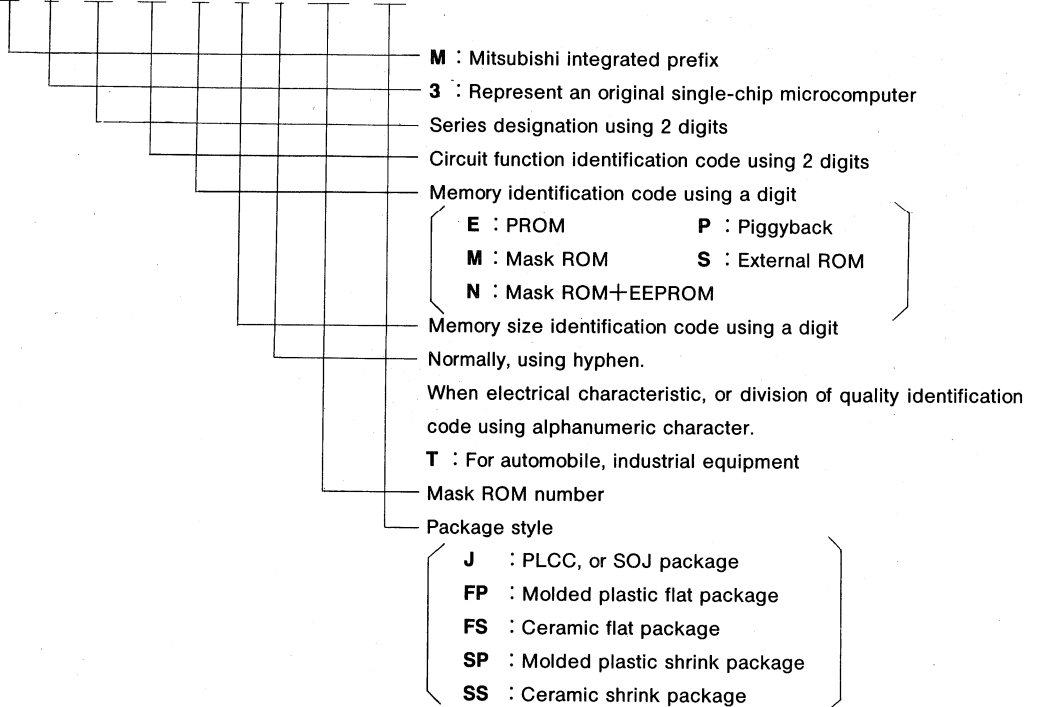 M : Mitsubishi integrated prefix
3 : Represent an original single-chip microcomputer
Series designation using 2 digits
Circuit function identification code using 2 digits
Memory identification code using a digit
E : PROM P : Piggyback
M : Mask ROM S : External ROM
N : Mask ROM+EEPROM
Memory size identification code using a digit
Normally, using hyphen.
When electrical characteristic, or division of quality identification
code using alphanumeric character.
T : For automobile, industrial equipment
Mask ROM number
Package style
J : PLCC, or SOJ package
FP : Molded plastic flat package
FS : Ceramic flat package
SP : Molded plastic shrink package
SS : Ceramic shrink package